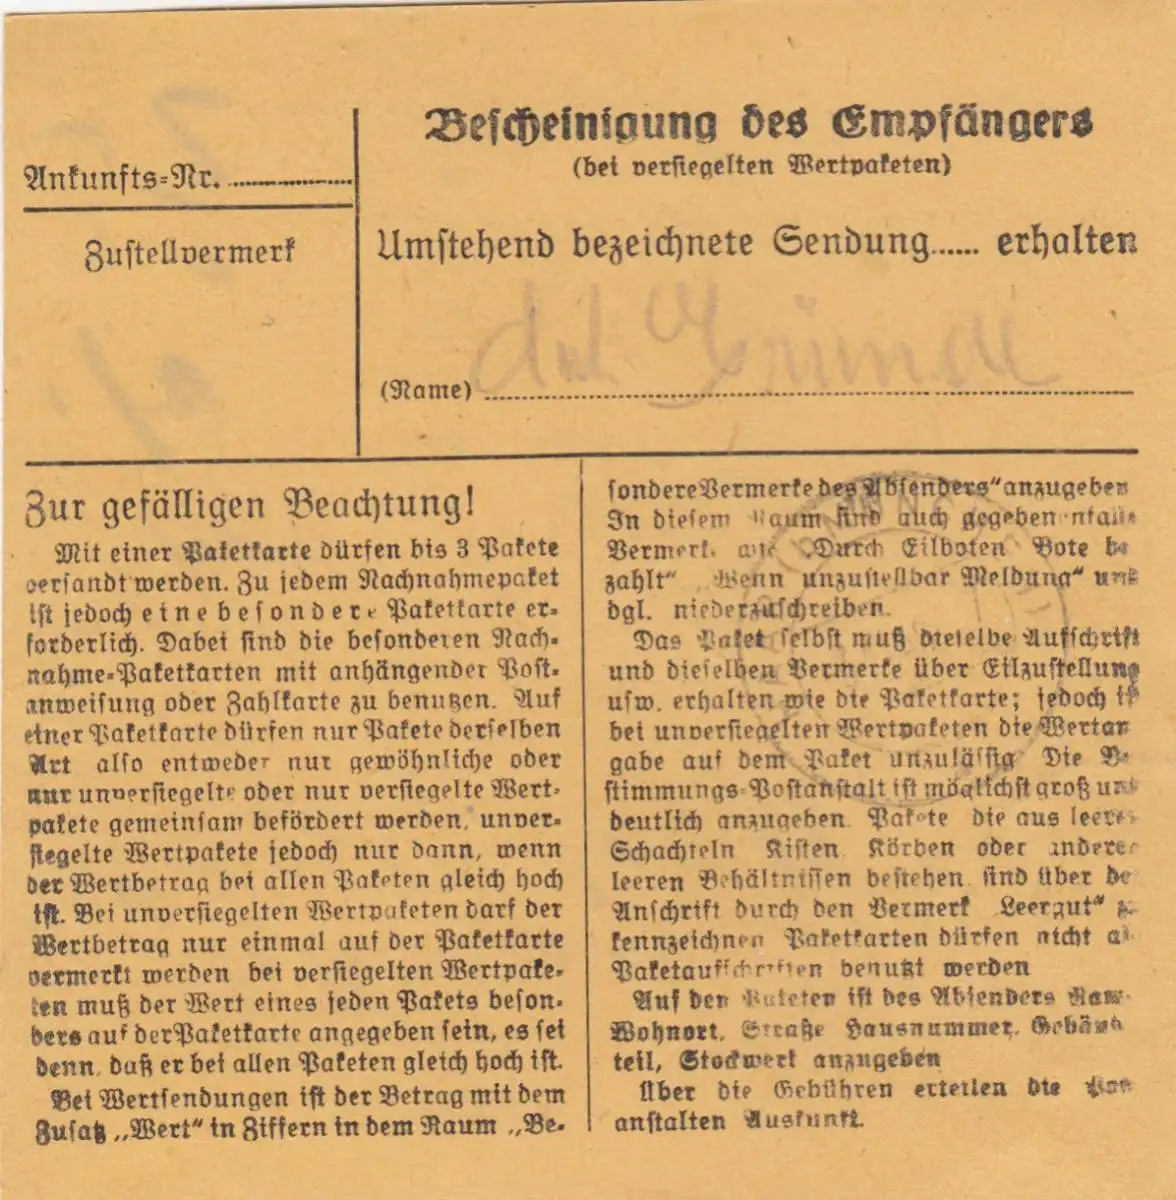 Ankunfts-Nr.
Zustellvermerk
Bescheinigung des Empfängers
(bei versiegelten Wertpaketen)
Umstehend bezeichnete Sendung...... erhalten
(Name)
Zur gefälligen Beachtung!
Mit einer Paketkarte dürfen bis 3 Pakete
versandt werden. Zu jedem Nachnahmepaket
ist jedoch eine besondere Paketkarte er-
forderlich. Dabei sind die besonderen Nach-
nahme-Paketkarten mit anhängender Post-
anweisung oder Zahlkarte zu benutzen. Auf
einer Paketkarte dürfen nur Pakete derselben
Art also entweder nur gewöhnliche oder
nur unversiegelte oder nur versiegelte Wert-
pakete gemeinsam befördert werden, unver-
siegelte Wertpakete jedoch nur dann, wenn
der Wertbetrag bei allen Paketen gleich hoch
ist. Bei unversiegelten Wertpaketen darf der
Wertbetrag nur einmal auf der Paketkarte
vermerkt werden bei versiegelten Wertpake-
ten muß der Wert eines jeden Pakets beson-
ders auf der Paketkarte angegeben sein, es sei
denn, daß er bei allen Paketen gleich hoch ist.
Bei Wertsendungen ist der Betrag mit dem
Zusatz „Wert" in Ziffern in dem Raum „Be-
sondere Vermerke des Absenders" anzugeben
In diesem Raum sind auch gegebenenfalls
Vermerke wie „Durch Eilboten Bote be
zahlt" „Wenn unzustellbar Meldung" und
dgl. niederzuschreiben.
Das Paket selbst muß dieselbe Aufschrift
und dieselben Vermerke über Eilzustellung
usw. erhalten wie die Paketkarte; jedoch ist
bei unversiegelten Wertpaketen die Wertan
gabe auf dem Paket unzulässig Die Be
stimmungs-Postanstalt ist möglichst groß und
deutlich anzugeben. Pakete die aus leeren
Schachteln Kisten Körben oder anderen
leeren Behältnissen bestehen sind über der
Anschrift durch den Vermerk „Leergut" zu
kennzeichnen Paketkarten dürfen nicht als
Paketaufschriften benutzt werden
Auf den Paketen ist des Absenders Name
Wohnort, Straße Hausnummer, Gebäude
teil, Stockwerk anzugeben
Über die Gebühren erteilen die Post
anstalten Auskunft.